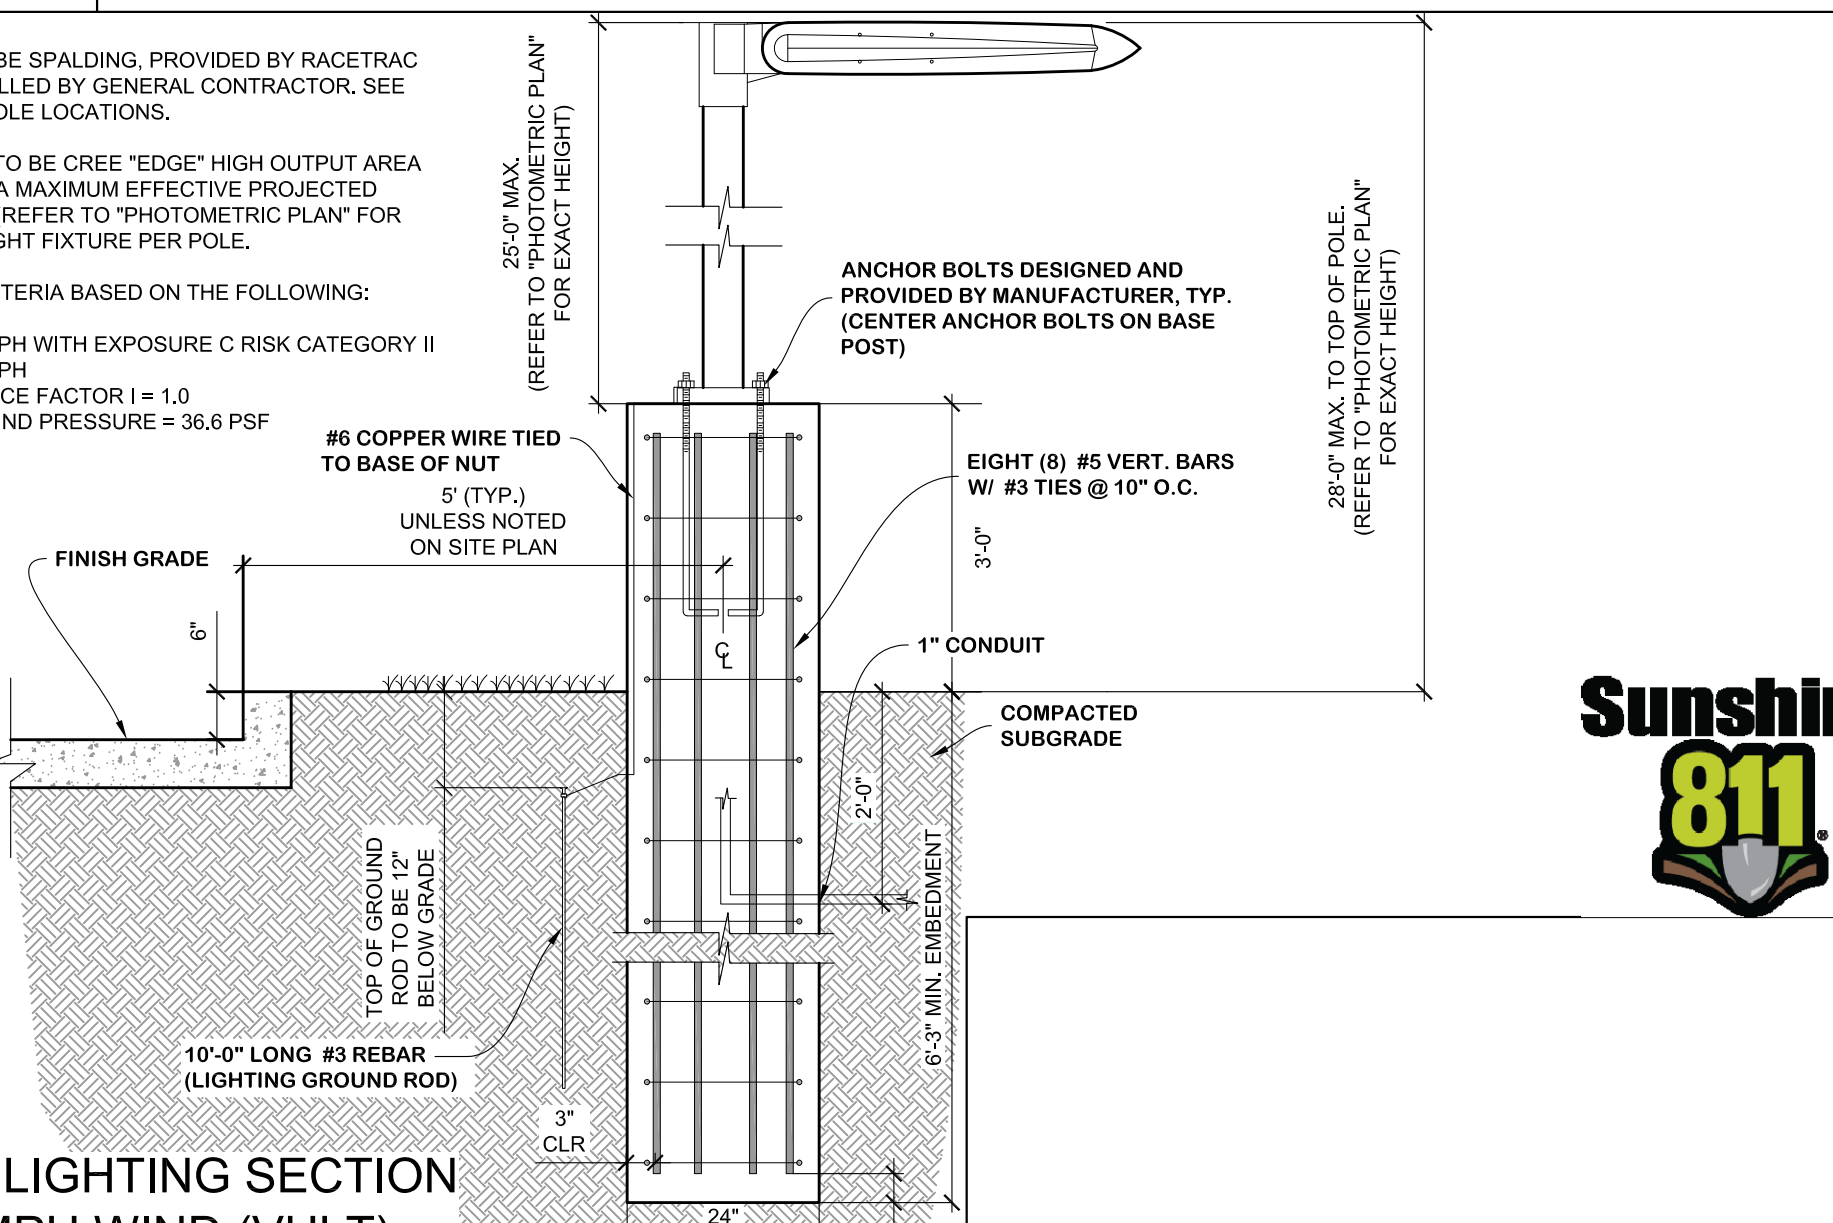 BE SPALDING, PROVIDED BY RACETRAC
LLED BY GENERAL CONTRACTOR. SEE
OLE LOCATIONS.
TO BE CREE "EDGE" HIGH OUTPUT AREA
A MAXIMUM EFFECTIVE PROJECTED
(REFER TO "PHOTOMETRIC PLAN" FOR
GHT FIXTURE PER POLE.
TERIA BASED ON THE FOLLOWING:
PH WITH EXPOSURE C RISK CATEGORY II
PH
CE FACTOR I = 1.0
ND PRESSURE = 36.6 PSF
25'-0" MAX.
(REFER TO "PHOTOMETRIC PLAN"
FOR EXACT HEIGHT)
28'-0" MAX. TO TOP OF POLE.
(REFER TO "PHOTOMETRIC PLAN"
FOR EXACT HEIGHT)
ANCHOR BOLTS DESIGNED AND
PROVIDED BY MANUFACTURER, TYP.
(CENTER ANCHOR BOLTS ON BASE
POST)
#6 COPPER WIRE TIED
TO BASE OF NUT
5' (TYP.)
UNLESS NOTED
ON SITE PLAN
EIGHT (8) #5 VERT. BARS
W/ #3 TIES @ 10" O.C.
3'-0"
FINISH GRADE
6"
CL
1" CONDUIT
COMPACTED
SUBGRADE
2'-0"
6'-3" MIN. EMBEDMENT
TOP OF GROUND
ROD TO BE 12"
BELOW GRADE
10'-0" LONG #3 REBAR
(LIGHTING GROUND ROD)
3"
CLR
24"
LIGHTING SECTION
MPH WIND (VULT)
Sunshin
811
®